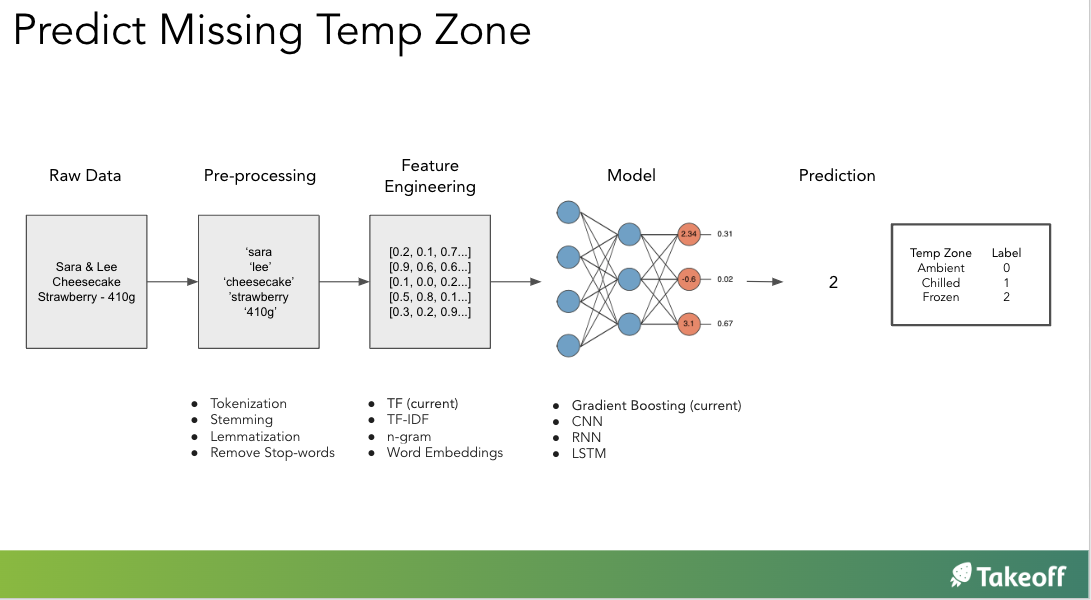 Predict Missing Temp Zone
Raw Data
Sara & Lee
Cheesecake
Strawberry - 410g
Pre-processing
‘sara
‘lee’
‘cheesecake’
’strawberry
‘410g’
● Tokenization
● Stemming
● Lemmatization
● Remove Stop-words
Feature
Engineering
[0.2, 0.1, 0.7...]
[0.9, 0.6, 0.6...]
[0.1, 0.0, 0.2...]
[0.5, 0.8, 0.1...]
[0.3, 0.2, 0.9...]
● TF (current)
● TF-IDF
● n-gram
● Word Embeddings
Model
2.34 0.31
-0.6 0.02
3.1 0.67
● Gradient Boosting (current)
● CNN
● RNN
● LSTM
Prediction
2
Temp Zone Label
Ambient 0
Chilled 1
Frozen 2
Takeoff